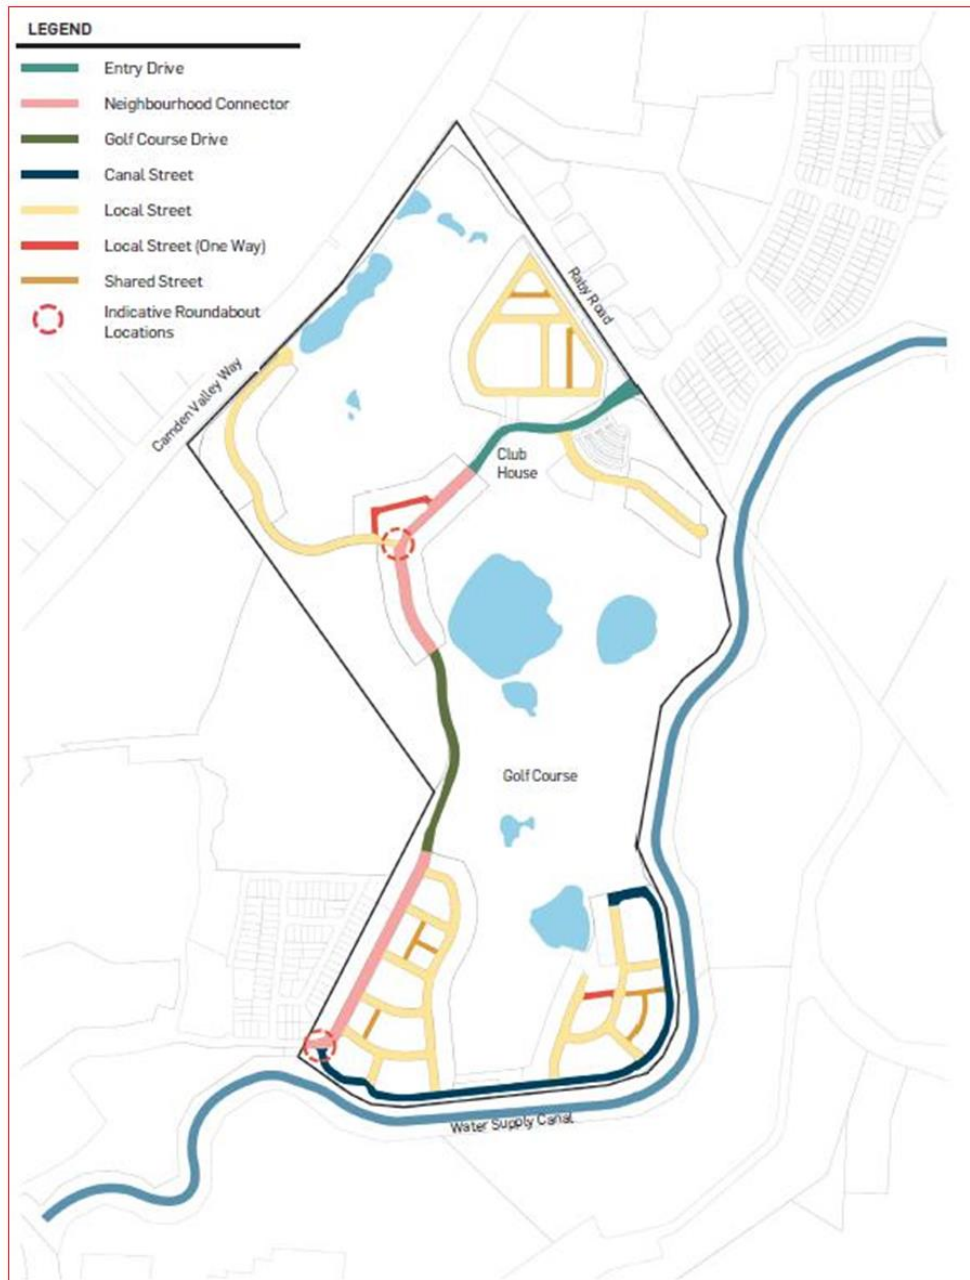 LEGEND
Entry Drive
Neighbourhood Connector
Golf Course Drive
Canal Street
Local Street
Local Street (One Way)
Shared Street
Indicative Roundabout
Locations
Raby Road
Camden Valley Way
Club
House
Golf Course
Water Supply Canal